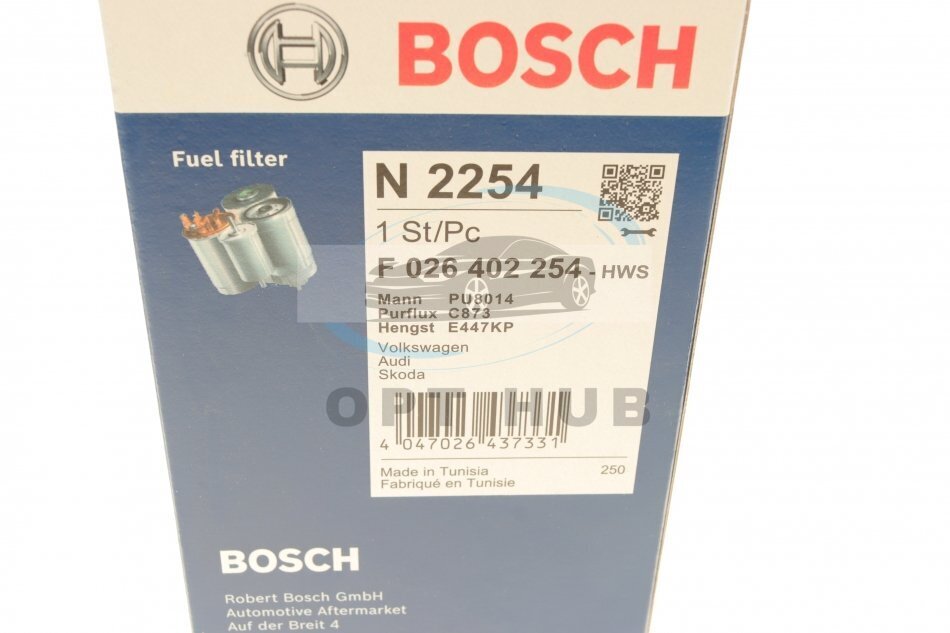 BOSCH
Fuel filter
N 2254
1 St/Pc
F 026 402 254 - HWS
Mann PU8014
Purflux C873
Hengst E447KP
Volkswagen
Audi
Skoda
OPT HUB
4 047026 437331
Made in Tunisia 250
Fabriqué en Tunisie
BOSCH
Robert Bosch GmbH
Automotive Aftermarket
Auf der Breit 4